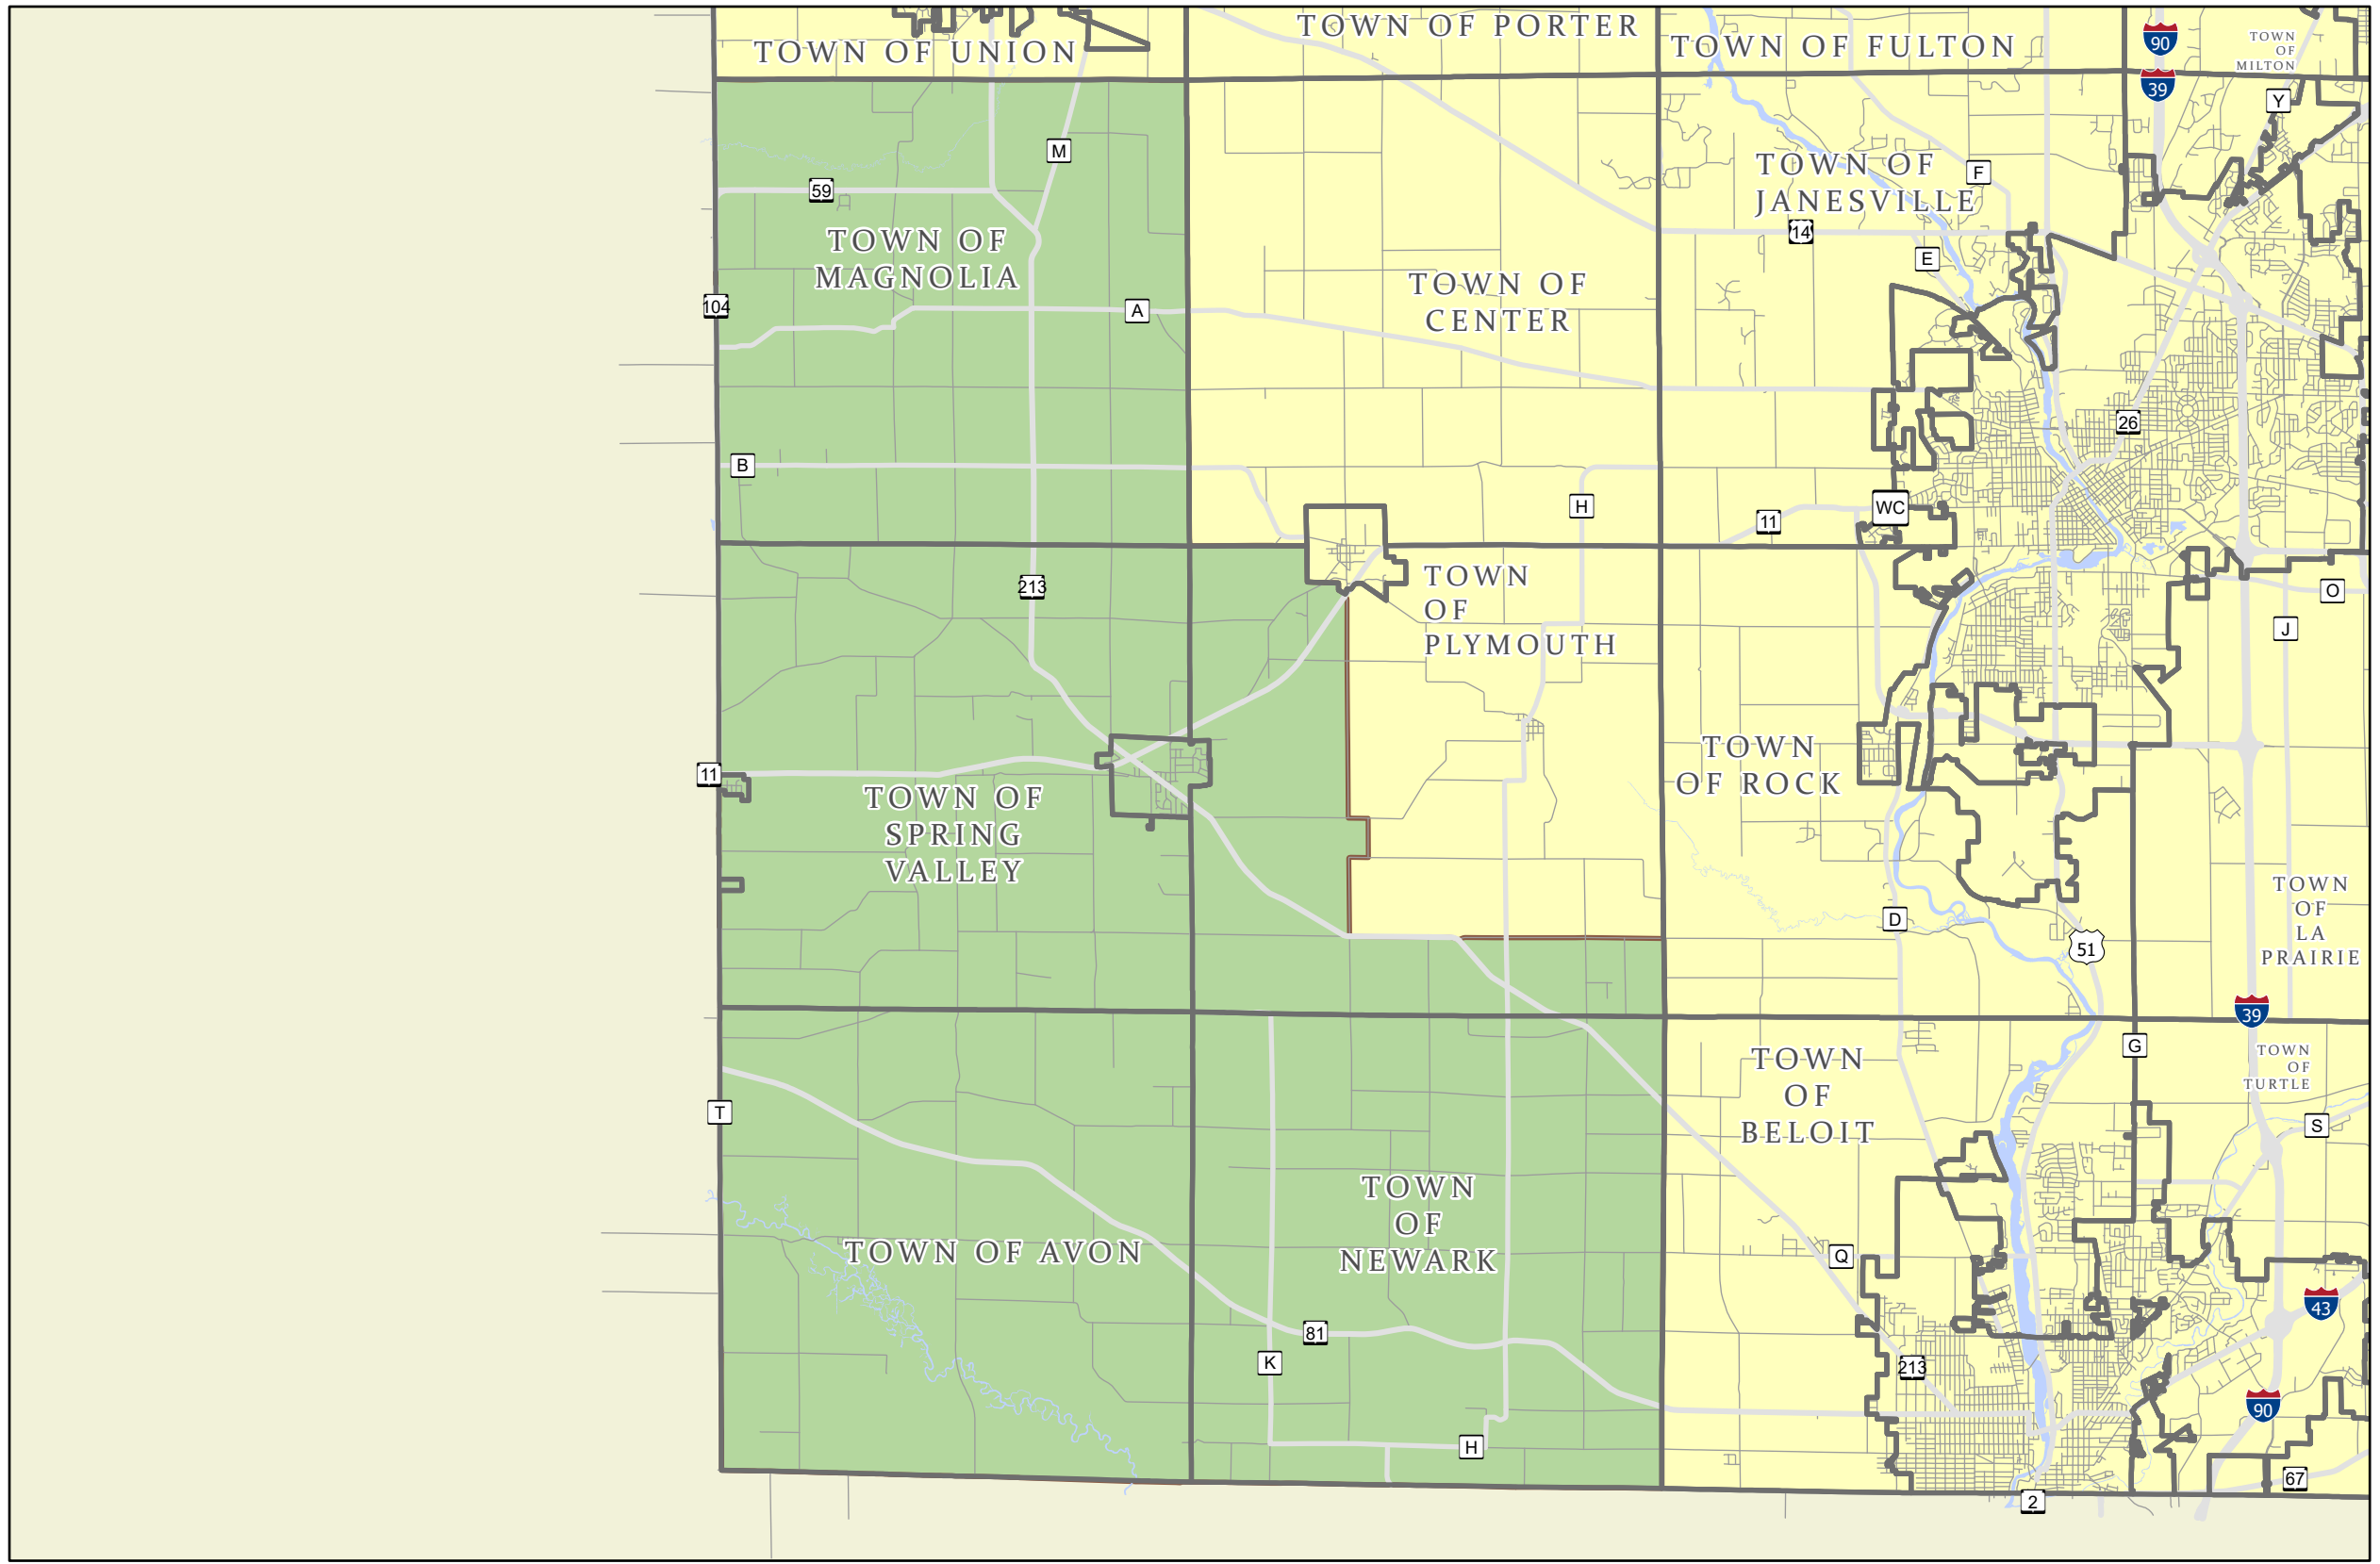 TOWN OF UNION
TOWN OF PORTER
TOWN OF FULTON
90
TOWN
OF
MILTON
39
Y
M
59
TOWN OF
JANESVILLE
F
14
E
TOWN OF
MAGNOLIA
104
A
TOWN OF
CENTER
26
B
H
WC
11
213
TOWN
OF
PLYMOUTH
O
J
11
TOWN OF
SPRING
VALLEY
TOWN
OF ROCK
D
51
TOWN
OF
LA
PRAIRIE
39
G
TOWN
OF
TURTLE
T
TOWN
OF
BELOIT
S
TOWN OF AVON
TOWN
OF
NEWARK
Q
43
81
K
213
90
H
67
2